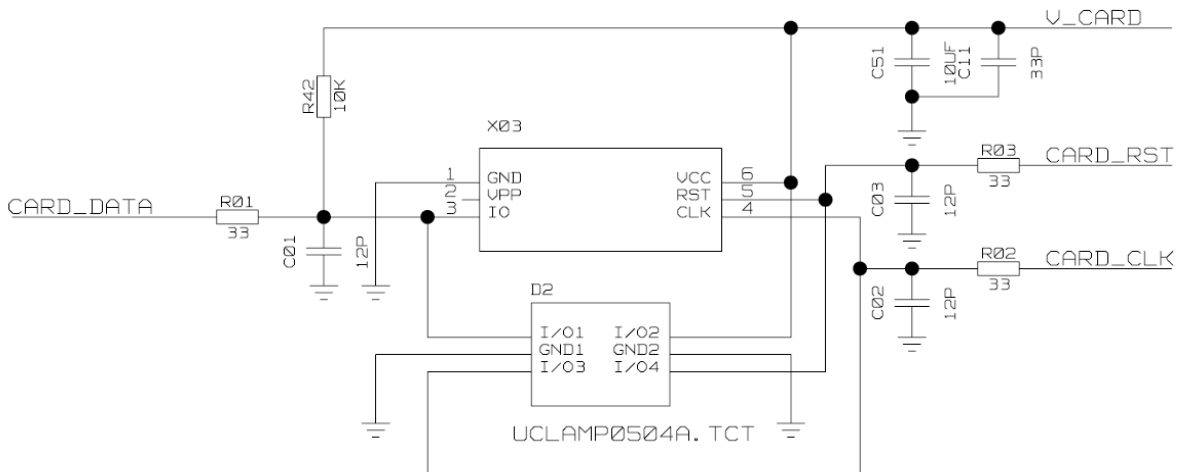 V_CARD
R42
10K
C51
10UF
C11
33P
X03
1 GND
2 VPP
3 IO
VCC 6
RST 5
CLK 4
R03
33
CARD_RST
C03
12P
CARD_DATA
R01
33
C01
12P
R02
33
CARD_CLK
C02
12P
D2
I/O1 I/O2
GND1 GND2
I/O3 I/O4
UCLAMP0504A.TCT